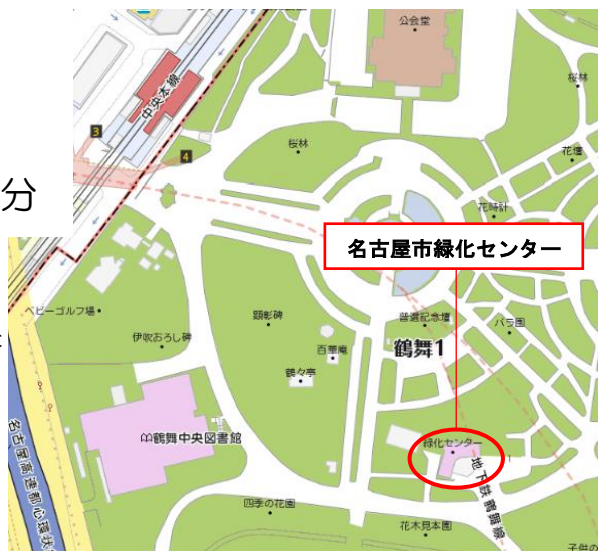 公会堂
中央本線
桜林
3
4
桜林
花壇
分
花時計
名古屋市緑化センター
ベビーゴルフ場
顕彰碑
普選記念壇
バラ園
伊吹おろし碑
百華庵
鶴舞1
鶴々亭
鶴舞中央図書館
緑化センター
1
地下鉄鶴舞線
名古屋高速都心環状
四季の花園
花木見本園
子供の